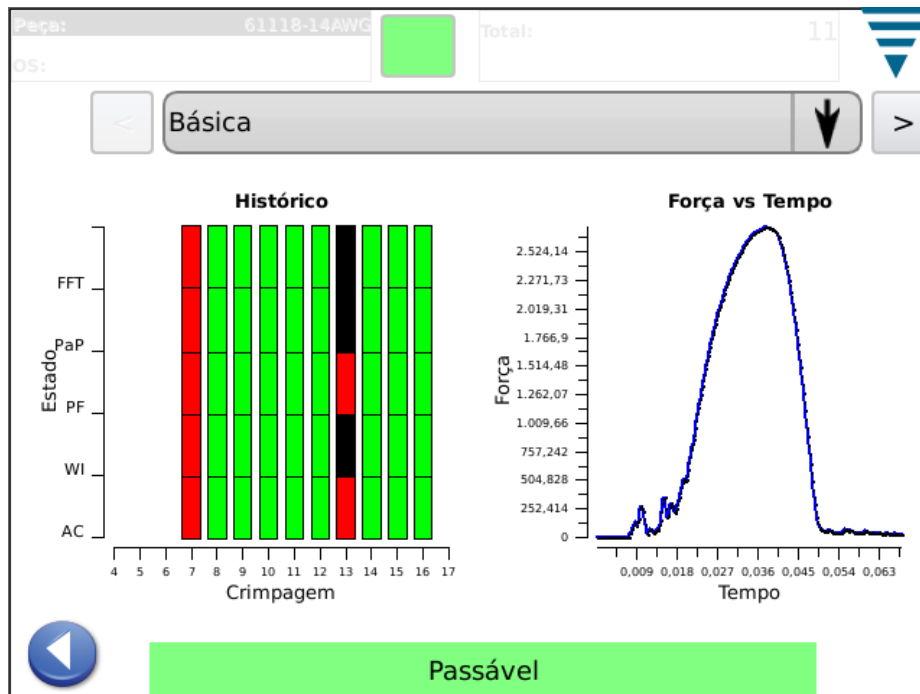 Peça: 61118-14AWG
OS:
Total: 11
<
Básica
>
Histórico
Estado
FFT
PaP
PF
WI
AC
4 5 6 7 8 9 10 11 12 13 14 15 16 17
Crimpagem
Força vs Tempo
Força
2.524,14
2.271,73
2.019,31
1.766,9
1.514,48
1.262,07
1.009,66
757,242
504,828
252,414
0
0,009 0,018 0,027 0,036 0,045 0,054 0,063
Tempo
Passável